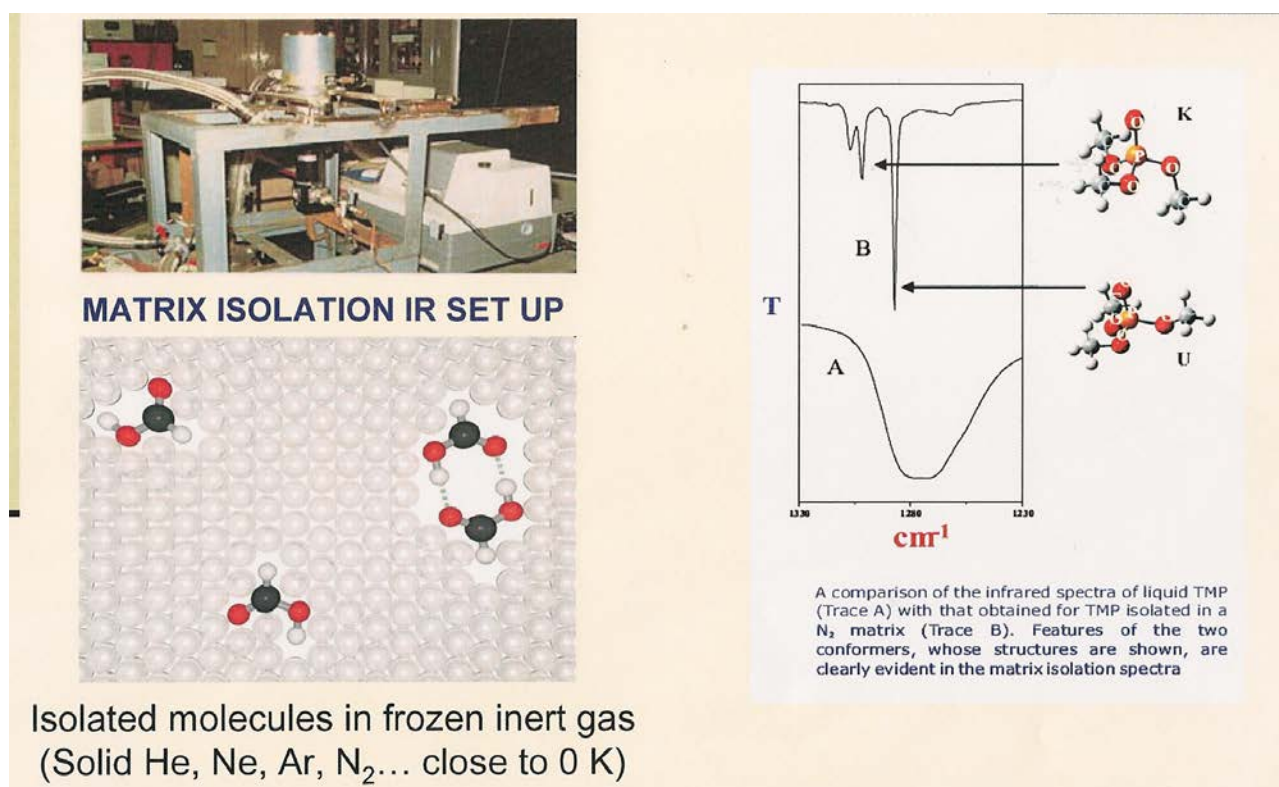 MATRIX ISOLATION IR SET UP
Isolated molecules in frozen inert gas
(Solid He, Ne, Ar, N₂... close to 0 K)
T
B
A
K
U
O
P
O
O
O
1330
1280
1230
cm⁻¹
A comparison of the infrared spectra of liquid TMP
(Trace A) with that obtained for TMP isolated in a
N₂ matrix (Trace B). Features of the two
conformers, whose structures are shown, are
clearly evident in the matrix isolation spectra